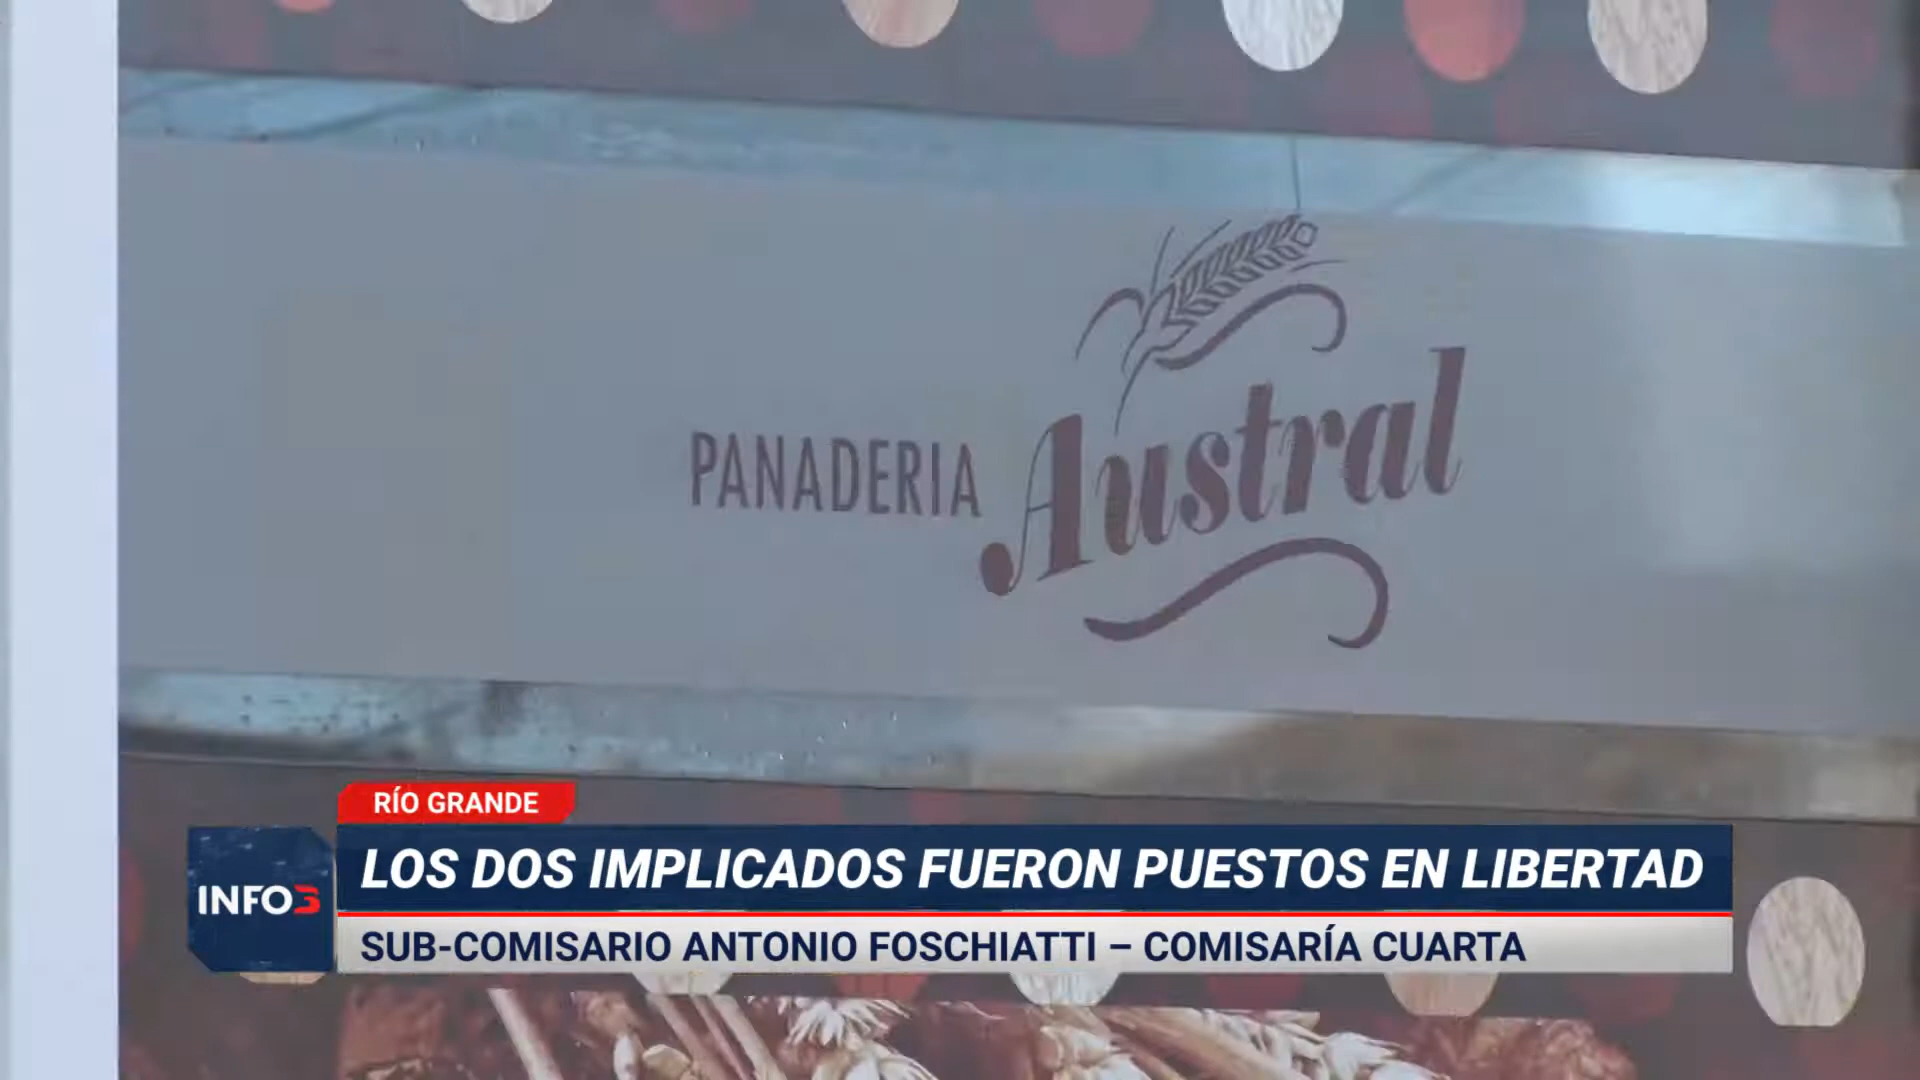 PANADERIA Austral
RÍO GRANDE
INFO3
LOS DOS IMPLICADOS FUERON PUESTOS EN LIBERTAD
SUB-COMISARIO ANTONIO FOSCHIATTI – COMISARÍA CUARTA